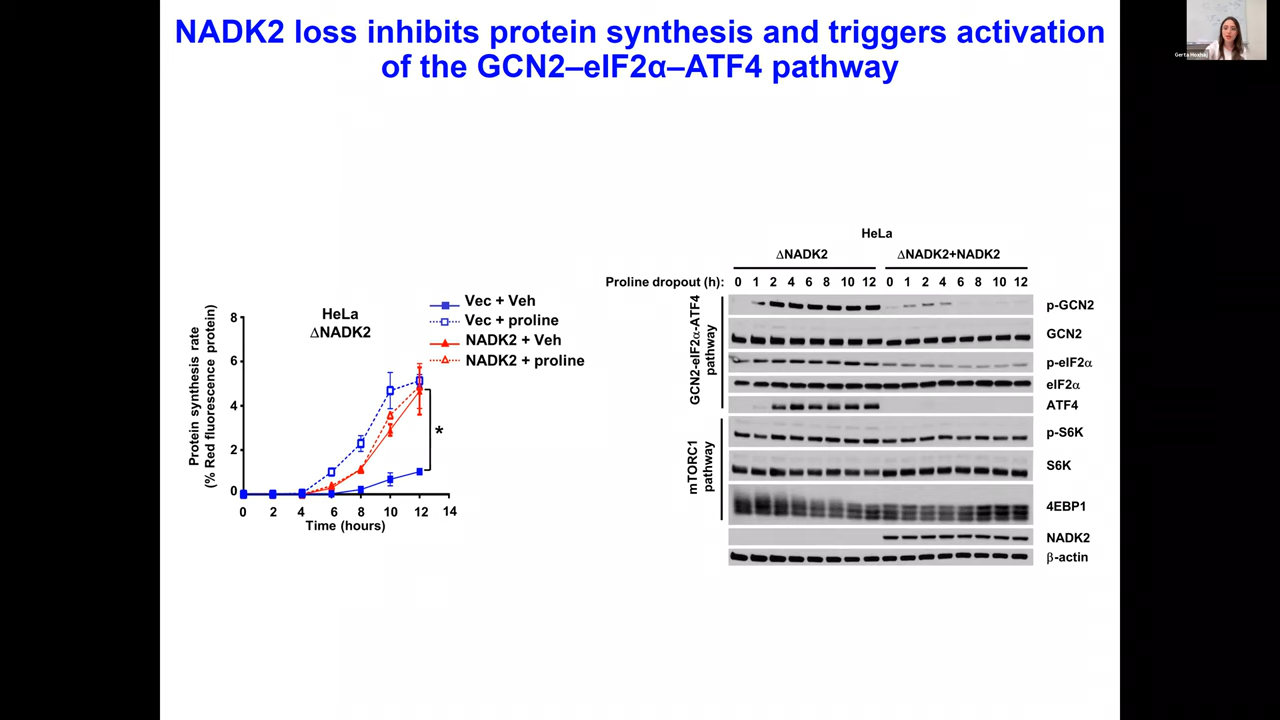 NADK2 loss inhibits protein synthesis and triggers activation
of the GCN2–eIF2α–ATF4 pathway
HeLa
ΔNADK2
Vec + Veh
Vec + proline
NADK2 + Veh
NADK2 + proline
Protein synthesis rate
(% Red fluorescence protein)
8
6
4
2
0
*
0 2 4 6 8 10 12 14
Time (hours)
HeLa
ΔNADK2 ΔNADK2+NADK2
Proline dropout (h): 0 1 2 4 6 8 10 12 0 1 2 4 6 8 10 12
GCN2-eIF2α-ATF4
pathway
p-GCN2
GCN2
p-eIF2α
eIF2α
ATF4
mTORC1
pathway
p-S6K
S6K
4EBP1
NADK2
β-actin